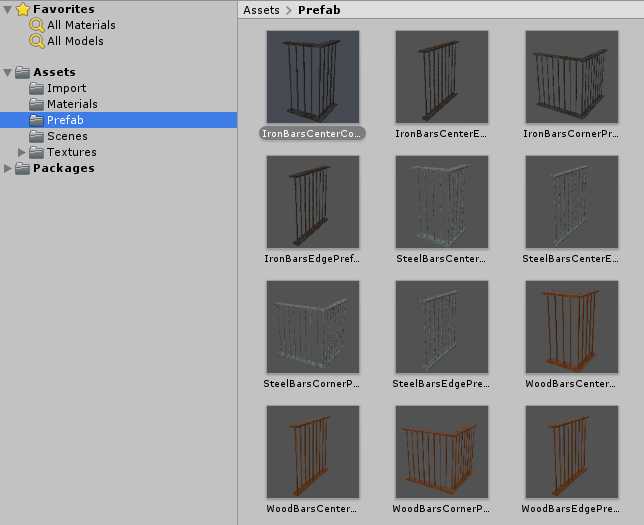 Favorites
All Materials
All Models
Assets
Import
Materials
Prefab
Scenes
Textures
Packages
Assets > Prefab
IronBarsCenterCo...
IronBarsCenterE...
IronBarsCornerPr...
IronBarsEdgePref...
SteelBarsCenter...
SteelBarsCenterE...
SteelBarsCornerP...
SteelBarsEdgePre...
WoodBarsCenter...
WoodBarsCenter...
WoodBarsCornerP...
WoodBarsEdgePre...